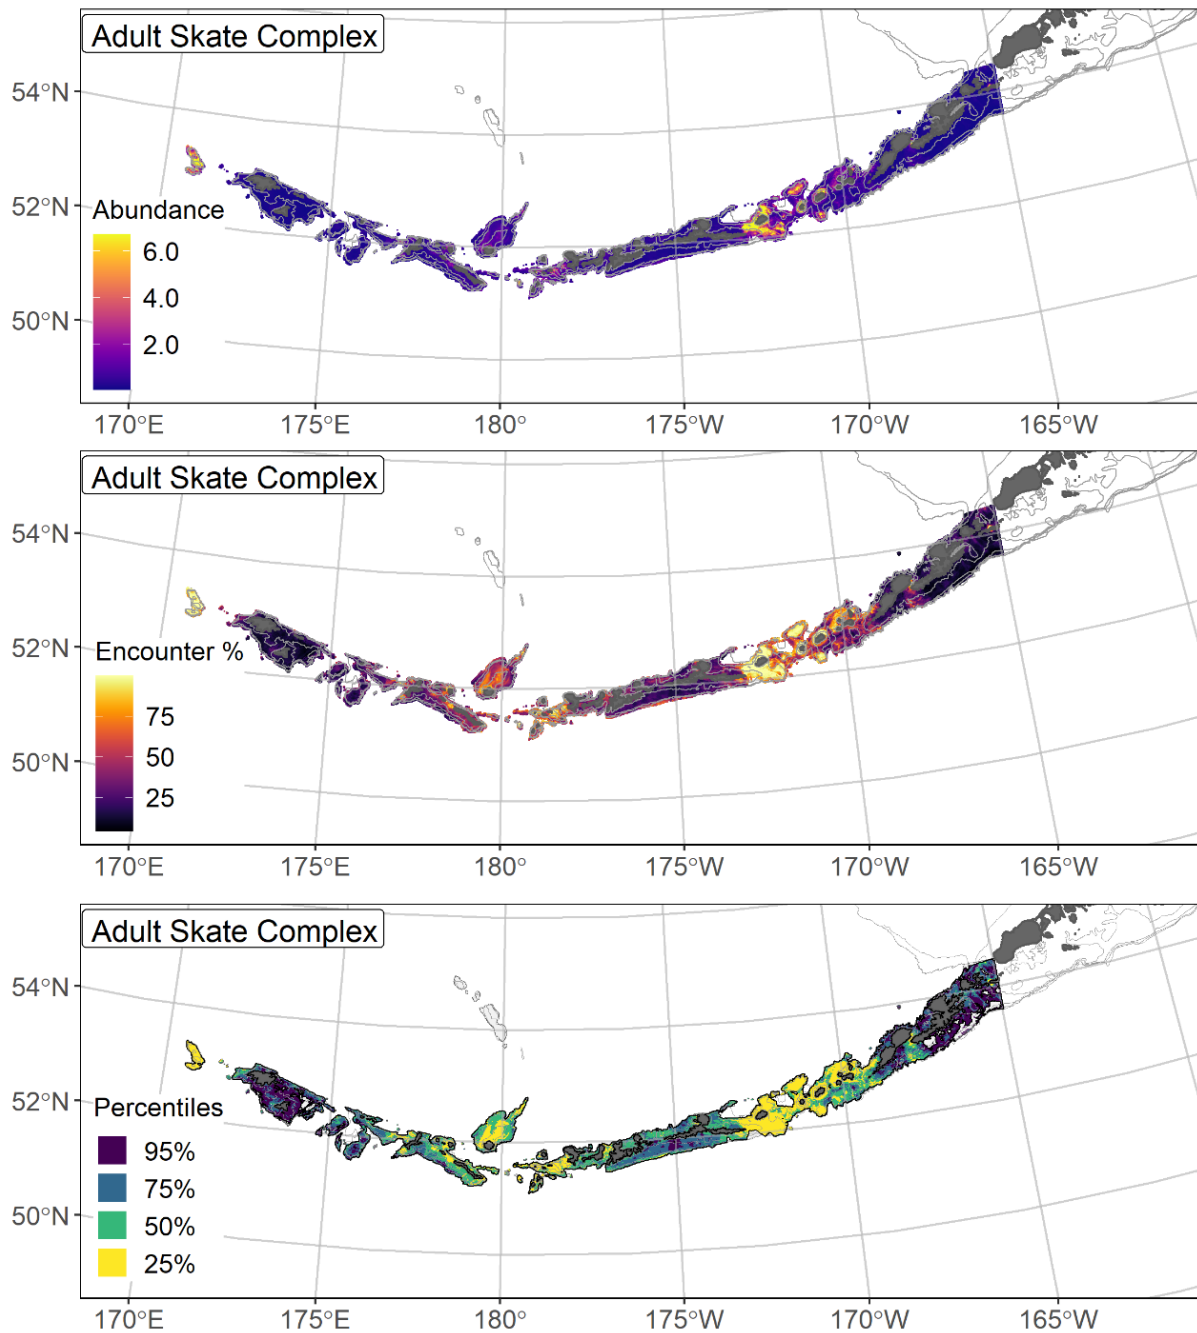 Adult Skate Complex
54°N
52°N
50°N
Abundance
6.0
4.0
2.0
170°E 175°E 180° 175°W 170°W 165°W
Adult Skate Complex
54°N
52°N
50°N
Encounter %
75
50
25
170°E 175°E 180° 175°W 170°W 165°W
Adult Skate Complex
54°N
52°N
50°N
Percentiles
95%
75%
50%
25%
170°E 175°E 180° 175°W 170°W 165°W